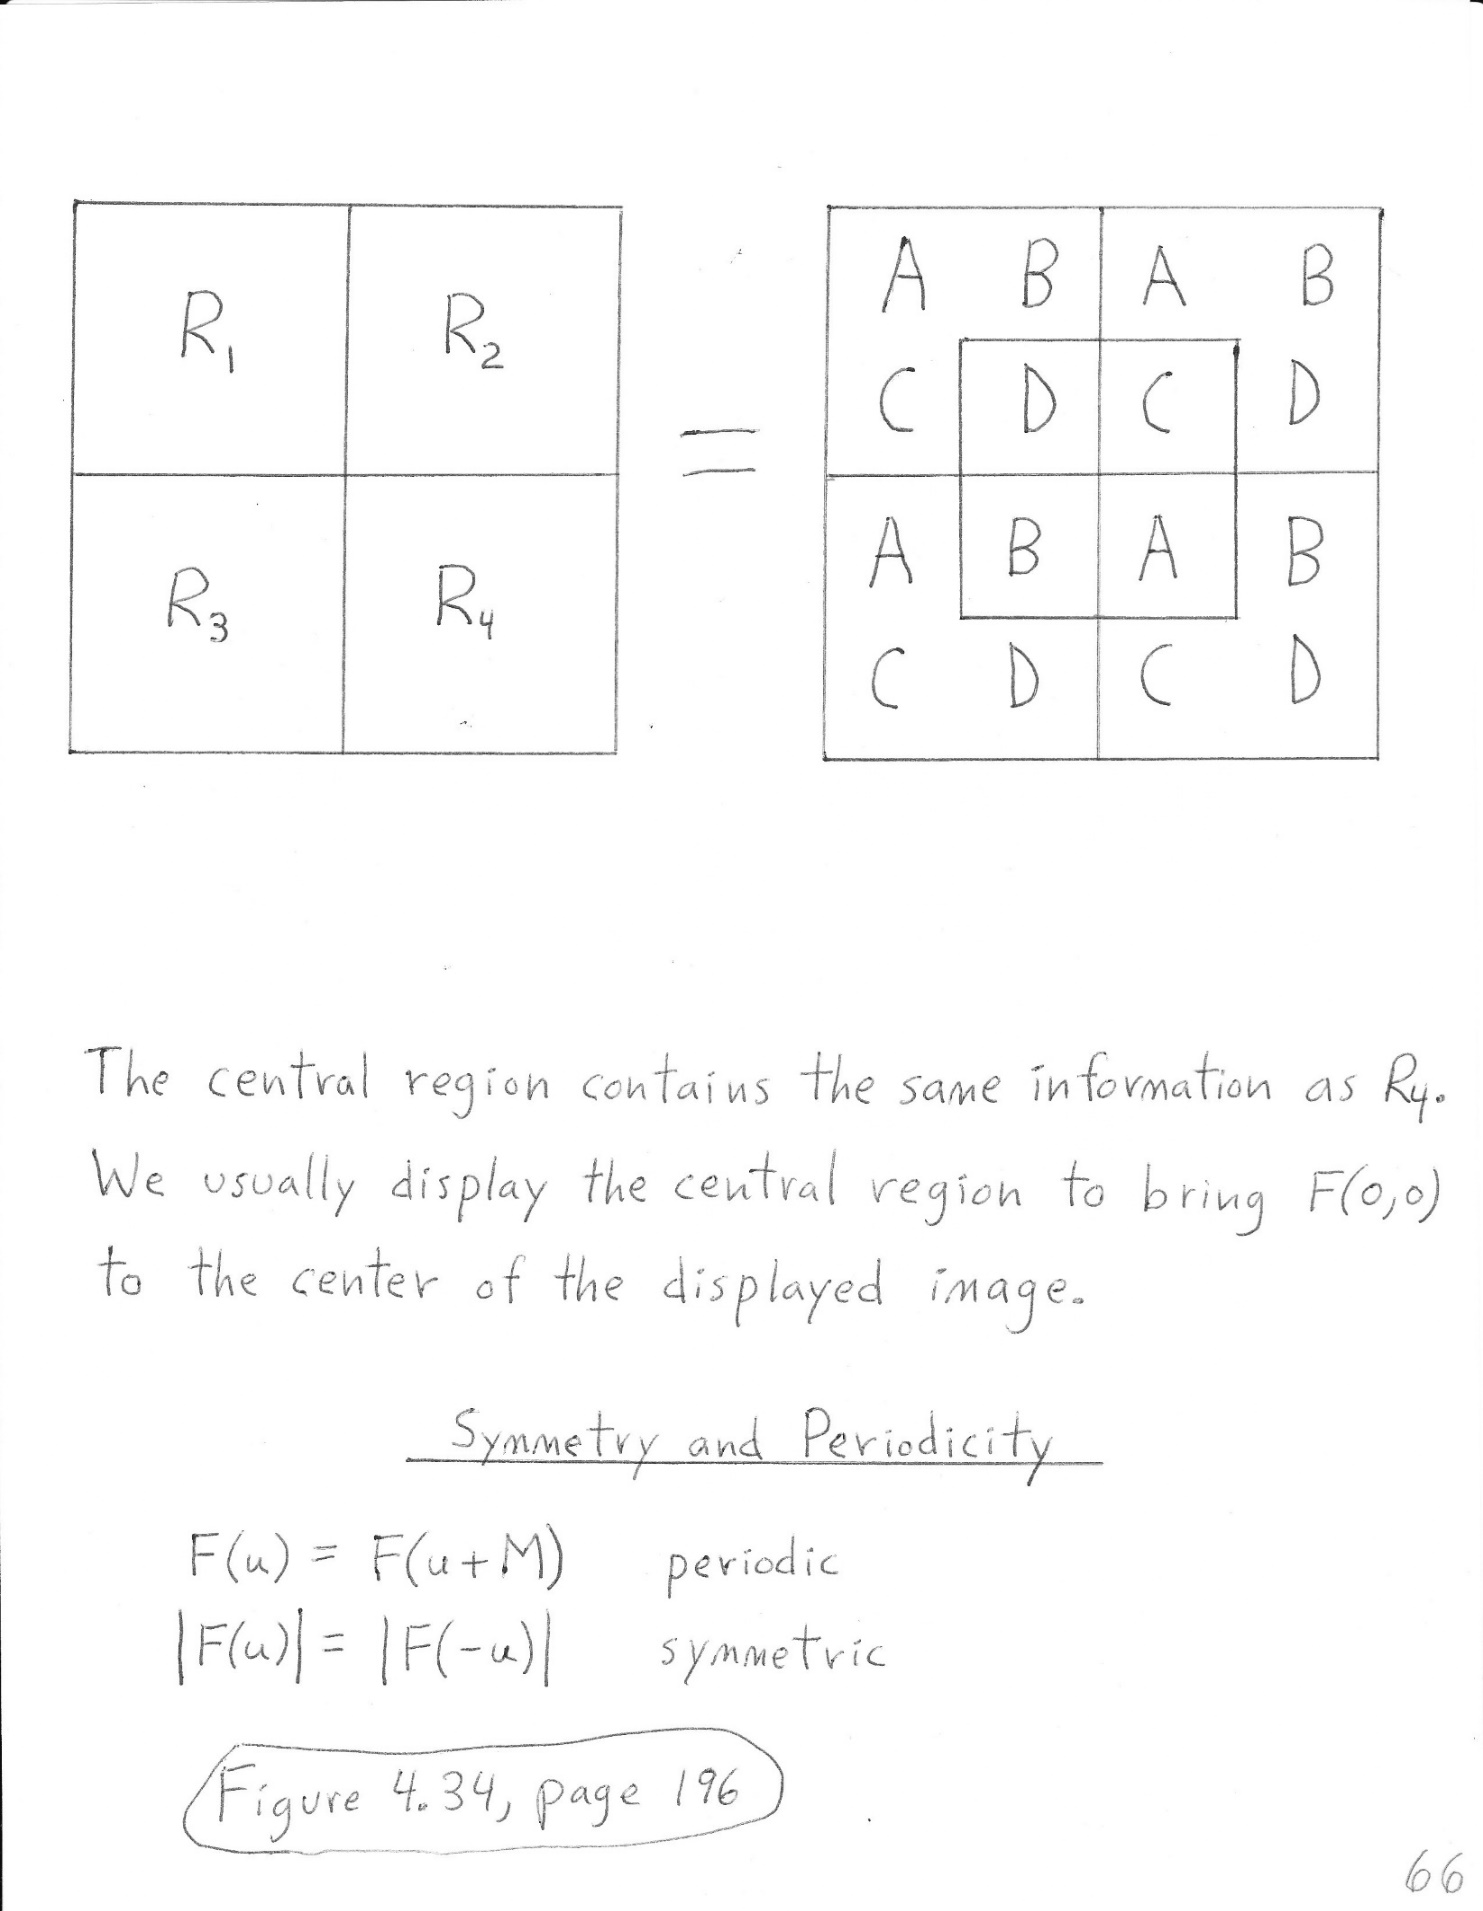 R1 R2 = A B A B
C D C D
R3 R4 A B A B
C D C D
The central region contains the same information as R4.
We usually display the central region to bring F(0,0)
to the center of the displayed image.
Symmetry and Periodicity
F(u) = F(u+M) periodic
|F(u)| = |F(-u)| symmetric
Figure 4.34, page 196
66